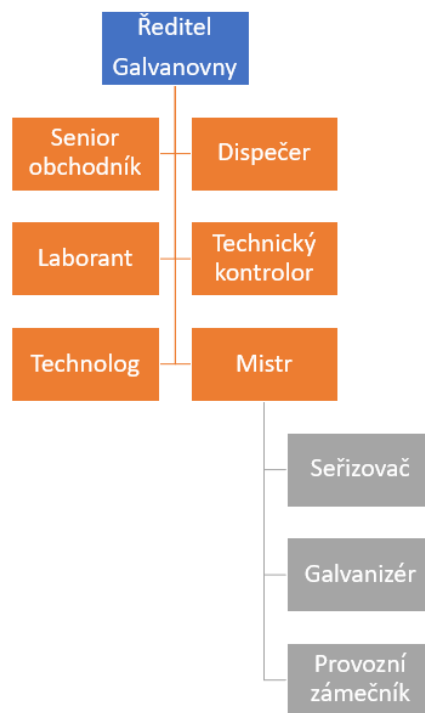 Ředitel
Galvanovny
Senior
obchodník
Dispečer
Laborant
Technický
kontrolor
Technolog
Mistr
Seřizovač
Galvanizér
Provozní
zámečník